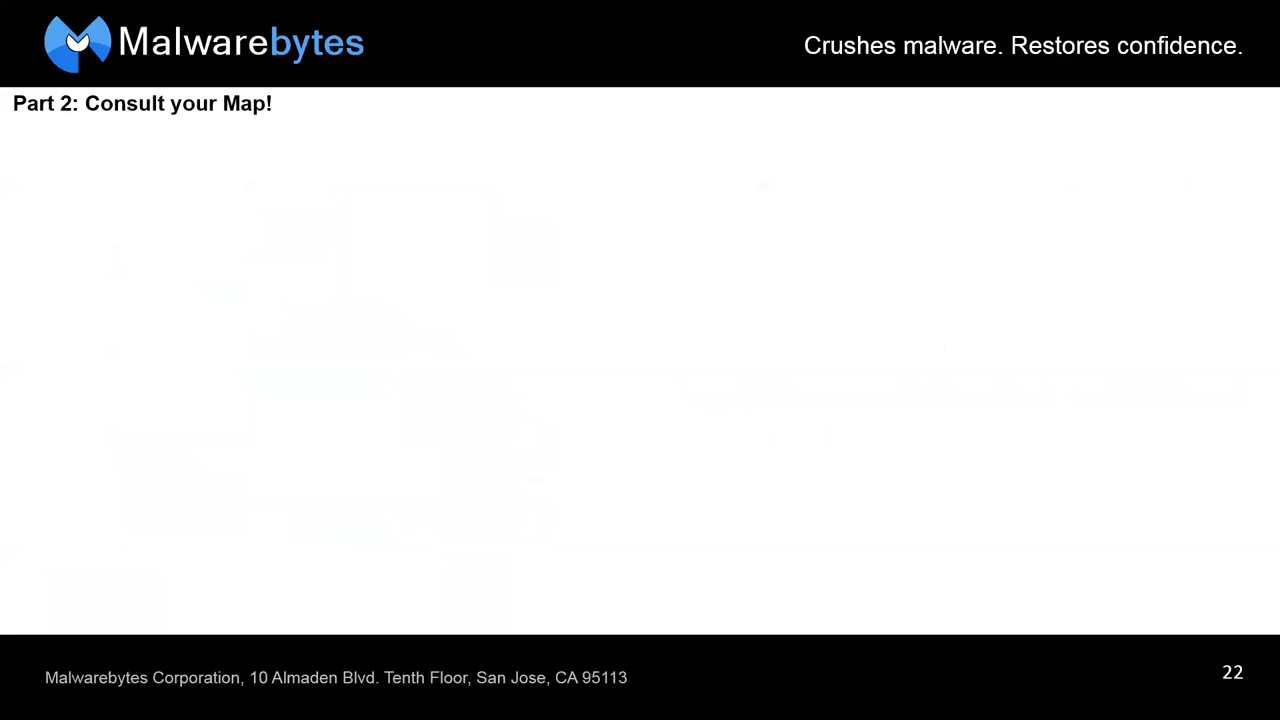 Malwarebytes
Crushes malware. Restores confidence.
Part 2: Consult your Map!
Malwarebytes Corporation, 10 Almaden Blvd. Tenth Floor, San Jose, CA 95113
22